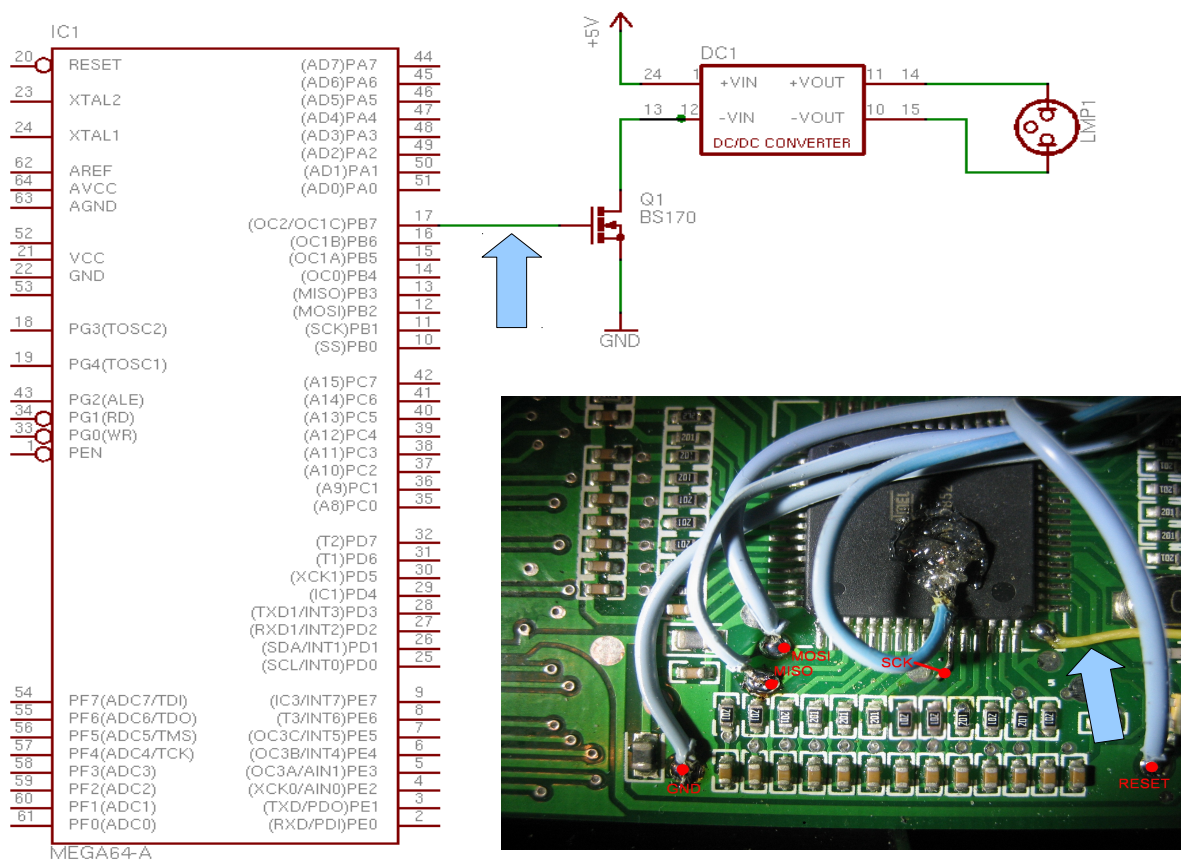 IC1
20 RESET
23 XTAL2
24 XTAL1
62 AREF
64 AVCC
63 AGND
52
21 VCC
22 GND
53
18 PG3(TOSC2)
19 PG4(TOSC1)
43 PG2(ALE)
34 PG1(RD)
33 PG0(WR)
1 PEN
54 PF7(ADC7/TDI)
55 PF6(ADC6/TDO)
56 PF5(ADC5/TMS)
57 PF4(ADC4/TCK)
58 PF3(ADC3)
59 PF2(ADC2)
60 PF1(ADC1)
61 PF0(ADC0)
(AD7)PA7 44
(AD6)PA6 45
(AD5)PA5 46
(AD4)PA4 47
(AD3)PA3 48
(AD2)PA2 49
(AD1)PA1 50
(AD0)PA0 51
(OC2/OC1C)PB7 17
(OC1B)PB6 16
(OC1A)PB5 15
(OC0)PB4 14
(MISO)PB3 13
(MOSI)PB2 12
(SCK)PB1 11
(SS)PB0 10
(A15)PC7 42
(A14)PC6 41
(A13)PC5 40
(A12)PC4 39
(A11)PC3 38
(A10)PC2 37
(A9)PC1 36
(A8)PC0 35
(T2)PD7 32
(T1)PD6 31
(XCK1)PD5 30
(IC1)PD4 29
(TXD1/INT3)PD3 28
(RXD1/INT2)PD2 27
(SDA/INT1)PD1 26
(SCL/INT0)PD0 25
(IC3/INT7)PE7 9
(T3/INT6)PE6 8
(OC3C/INT5)PE5 7
(OC3B/INT4)PE4 6
(OC3A/AIN1)PE3 5
(XCK0/AIN0)PE2 4
(TXD/PDO)PE1 3
(RXD/PDI)PE0 2
MEGA64-A
+5V
DC1
24 1 +VIN +VOUT 11 14
13 12 -VIN -VOUT 10 15
DC/DC CONVERTER
LMP1
Q1
BS170
GND
MOSI
MISO
SCK
GND
RESET